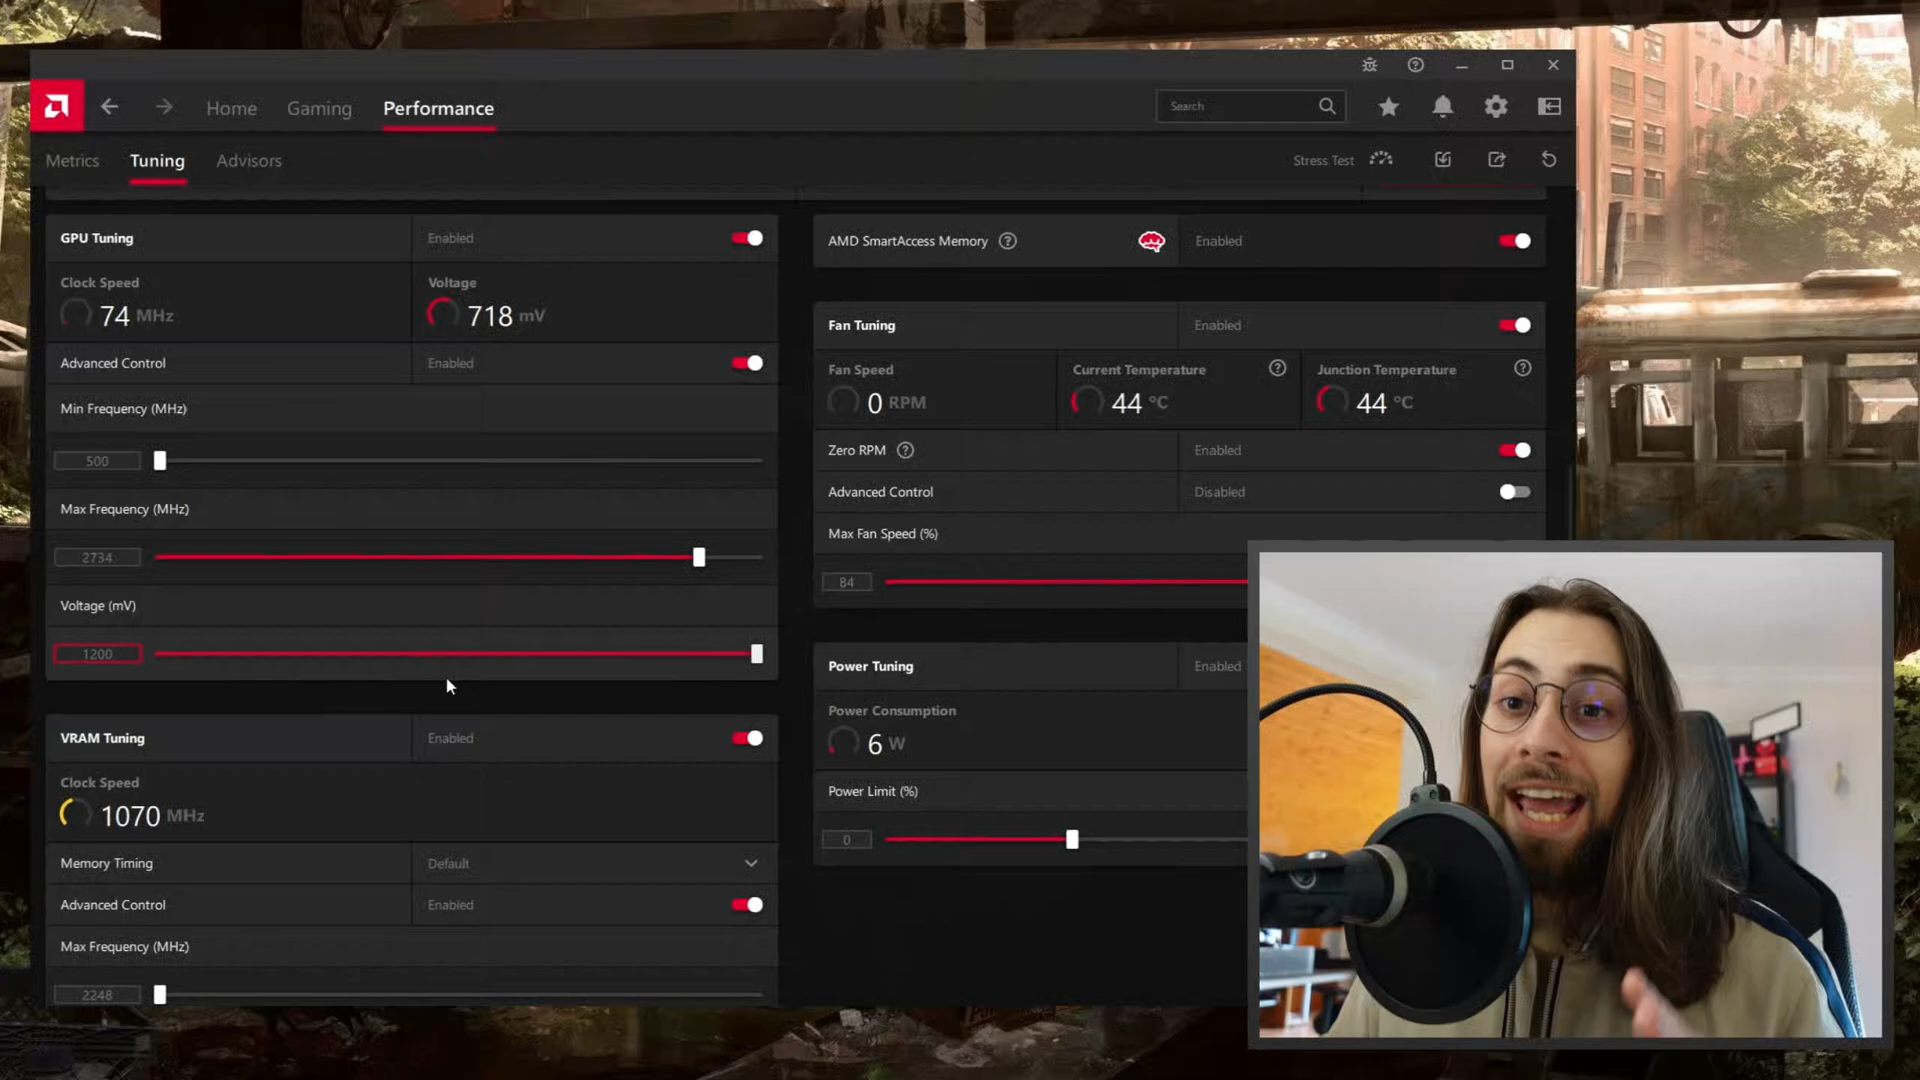 Home Gaming Performance Search
Metrics Tuning Advisors Stress Test
GPU Tuning Enabled
Clock Speed Voltage
74 MHz 718 mV
Advanced Control Enabled
Min Frequency (MHz)
500
Max Frequency (MHz)
2734
Voltage (mV)
1200
VRAM Tuning Enabled
Clock Speed
1070 MHz
Memory Timing Default
Advanced Control Enabled
Max Frequency (MHz)
2248
AMD SmartAccess Memory Enabled
Fan Tuning Enabled
Fan Speed Current Temperature Junction Temperature
0 RPM 44 °C 44 °C
Zero RPM Enabled
Advanced Control Disabled
Max Fan Speed (%)
84
Power Tuning Enabled
Power Consumption
6 W
Power Limit (%)
0